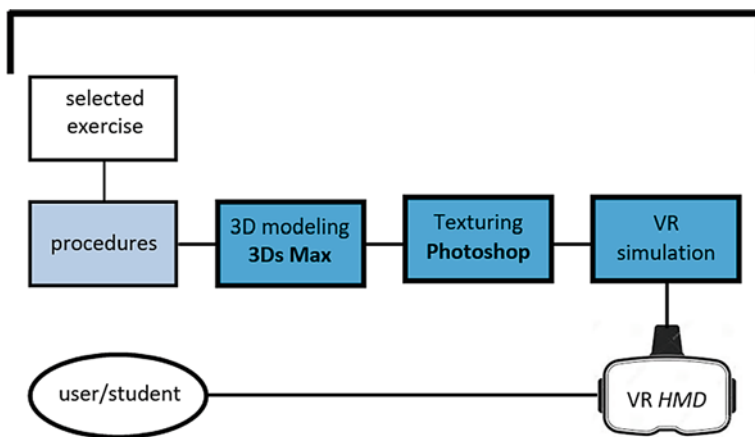 selected
exercise
procedures
3D modeling
3Ds Max
Texturing
Photoshop
VR
simulation
user/student
VR HMD